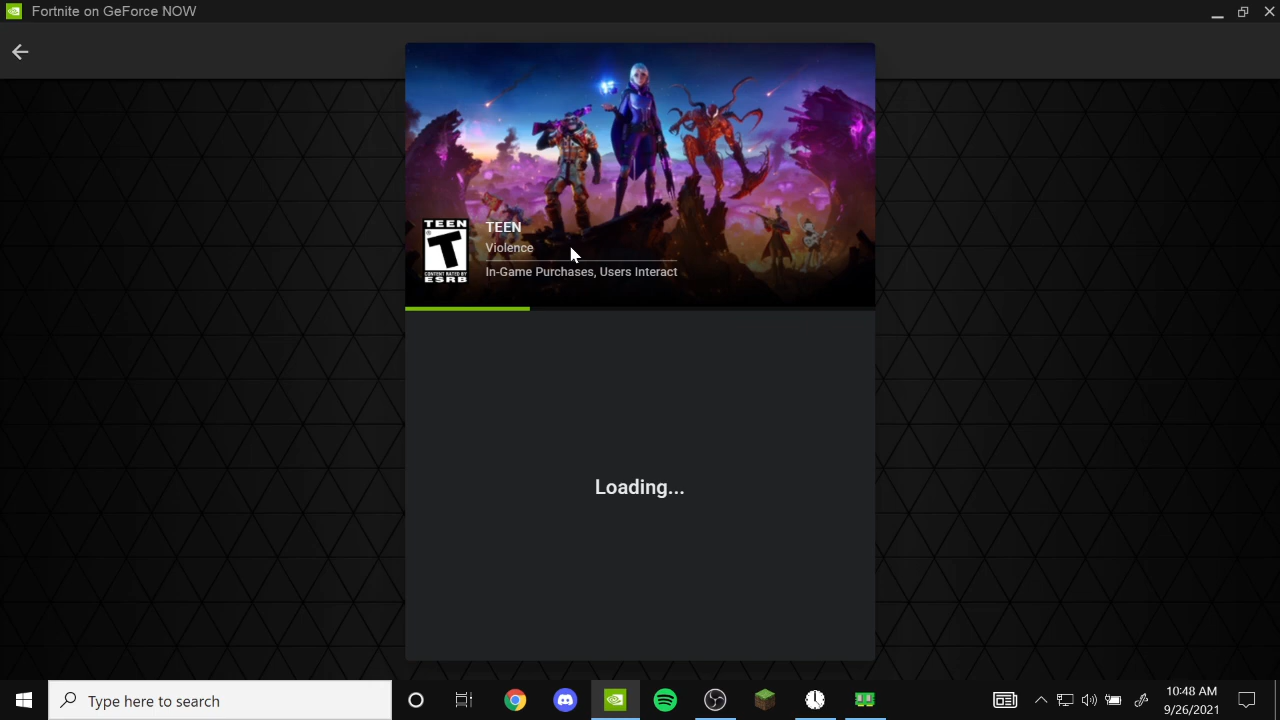 Fortnite on GeForce NOW
TEEN
T
CONTENT RATED BY
ESRB
TEEN
Violence
In-Game Purchases, Users Interact
Loading...
Type here to search
10:48 AM
9/26/2021